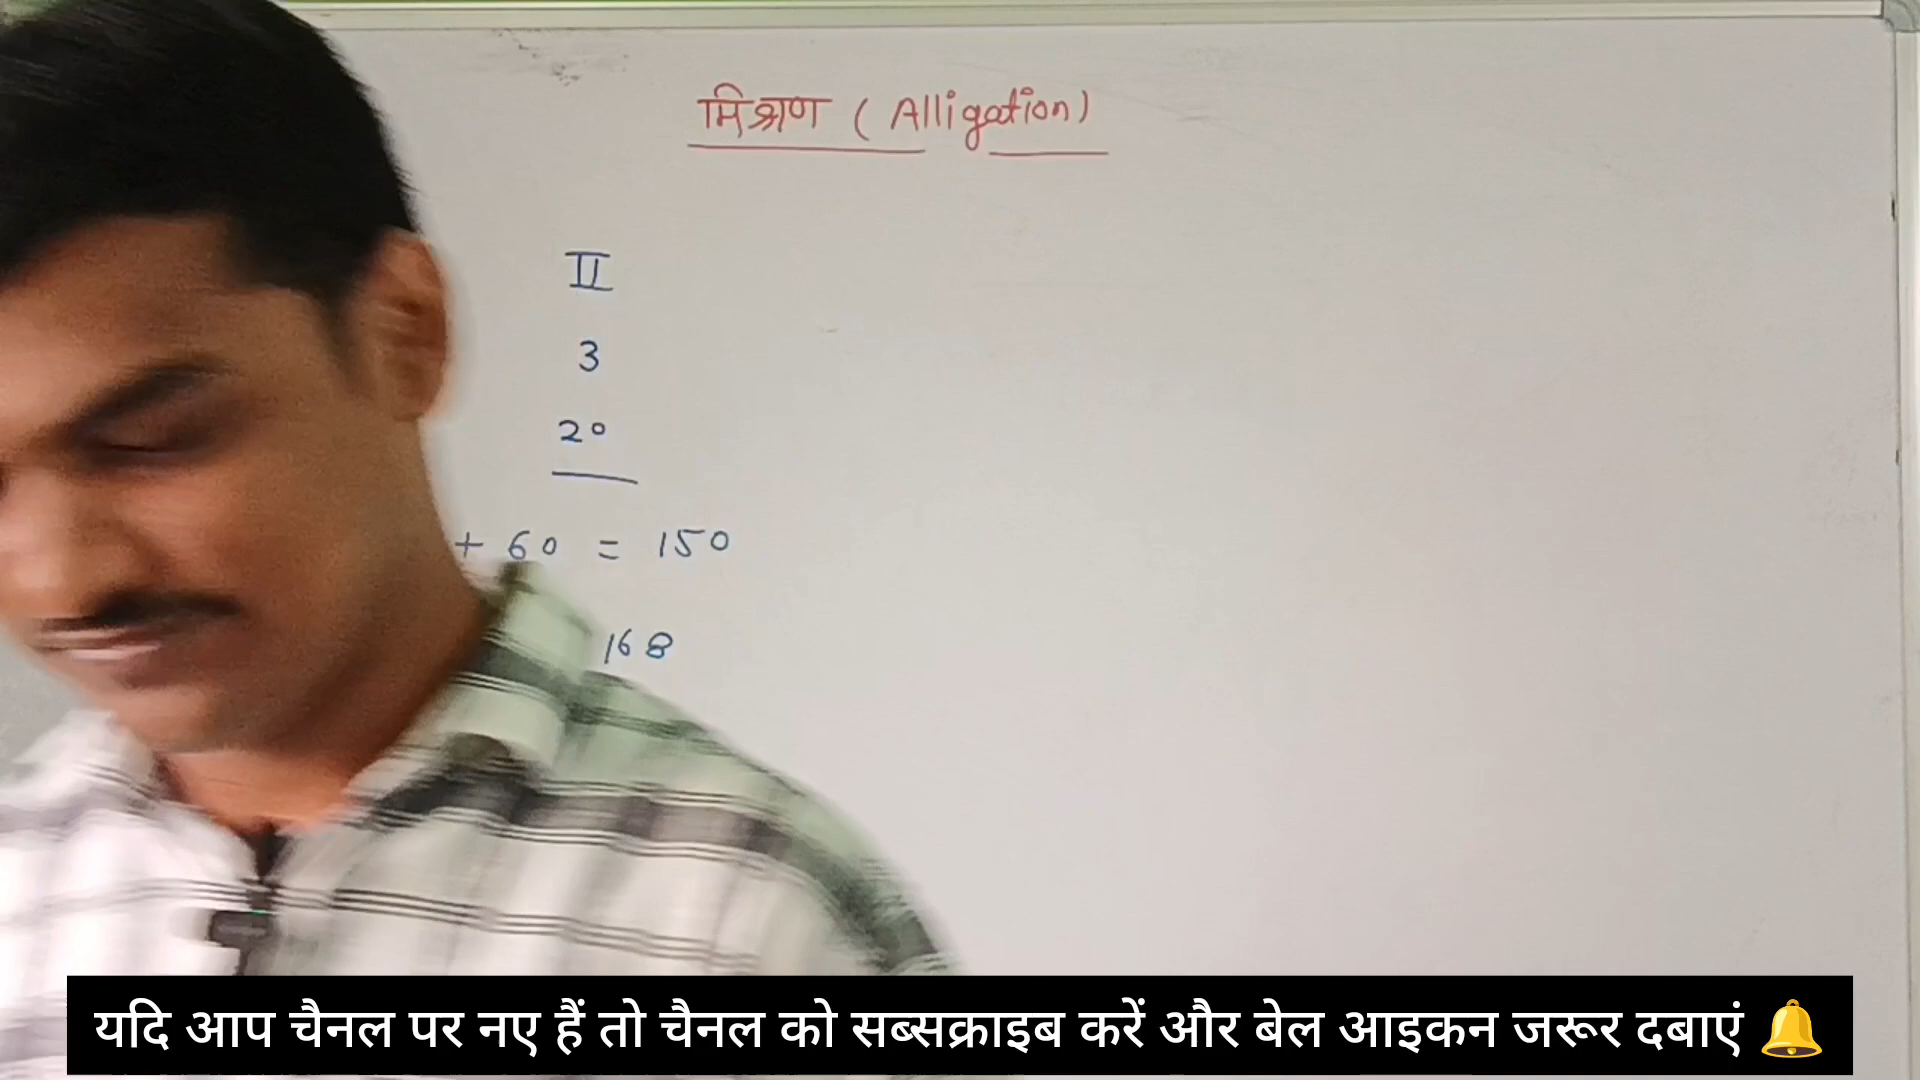 मिश्रण ( Alligation )
II
3
20
+ 60 = 150
168
यदि आप चैनल पर नए हैं तो चैनल को सब्सक्राइब करें और बेल आइकन जरूर दबाएं 🔔